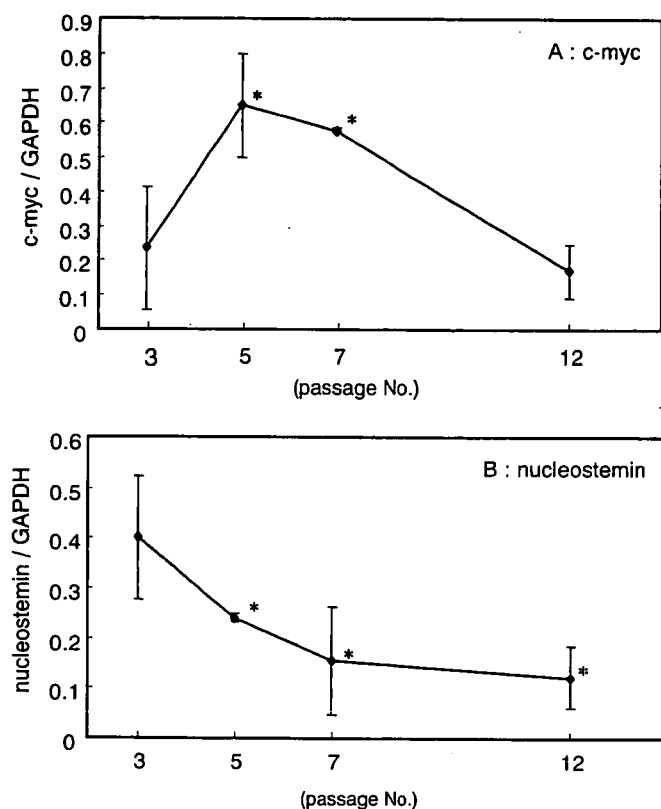 0.9
A : c-myc
0.8
0.7
*
*
0.6
0.5
0.4
0.3
0.2
0.1
0
c-myc / GAPDH
3 5 7 12
(passage No.)
0.6
B : nucleostemin
0.5
0.4
0.3
*
0.2
*
*
0.1
0
nucleostemin / GAPDH
3 5 7 12
(passage No.)